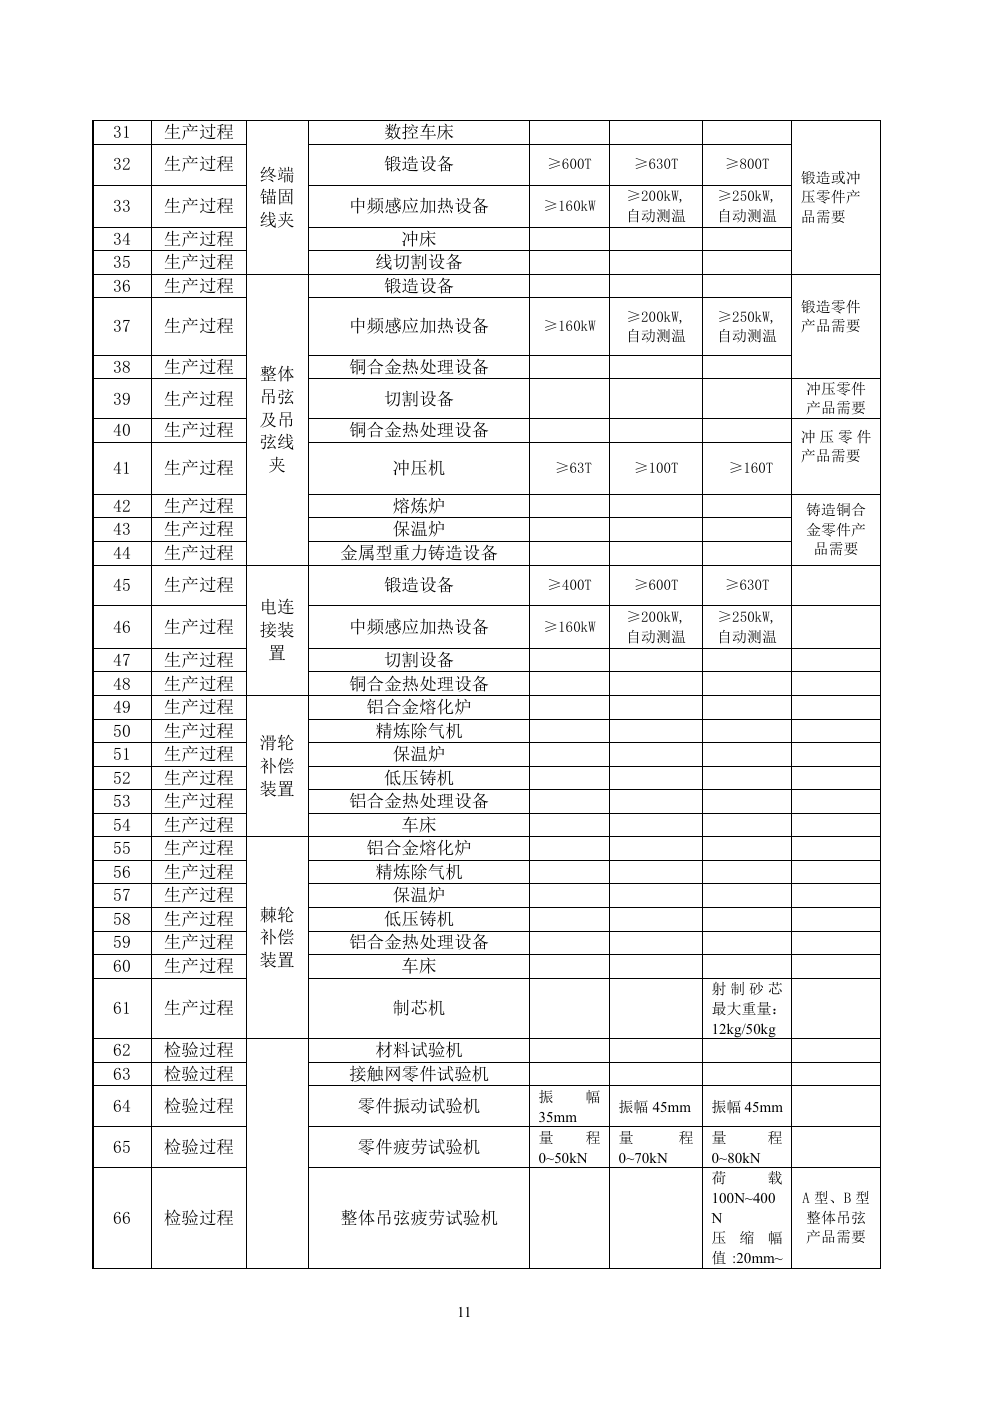 31 生产过程 终端锚固线夹 数控车床 锻造或冲压零件产品需要
32 生产过程 锻造设备 ≥600T ≥630T ≥800T
33 生产过程 中频感应加热设备 ≥160kW ≥200kW,自动测温 ≥250kW,自动测温
34 生产过程 冲床
35 生产过程 线切割设备
36 生产过程 整体吊弦及吊弦线夹 锻造设备 锻造零件产品需要
37 生产过程 中频感应加热设备 ≥160kW ≥200kW,自动测温 ≥250kW,自动测温
38 生产过程 铜合金热处理设备
39 生产过程 切割设备 冲压零件产品需要
40 生产过程 铜合金热处理设备 冲压零件产品需要
41 生产过程 冲压机 ≥63T ≥100T ≥160T
42 生产过程 熔炼炉 铸造铜合金零件产品需要
43 生产过程 保温炉
44 生产过程 金属型重力铸造设备
45 生产过程 电连接装置 锻造设备 ≥400T ≥600T ≥630T
46 生产过程 中频感应加热设备 ≥160kW ≥200kW,自动测温 ≥250kW,自动测温
47 生产过程 切割设备
48 生产过程 铜合金热处理设备
49 生产过程 滑轮补偿装置 铝合金熔化炉
50 生产过程 精炼除气机
51 生产过程 保温炉
52 生产过程 低压铸机
53 生产过程 铝合金热处理设备
54 生产过程 车床
55 生产过程 棘轮补偿装置 铝合金熔化炉
56 生产过程 精炼除气机
57 生产过程 保温炉
58 生产过程 低压铸机
59 生产过程 铝合金热处理设备
60 生产过程 车床
61 生产过程 制芯机 射制砂芯最大重量：12kg/50kg
62 检验过程 材料试验机
63 检验过程 接触网零件试验机
64 检验过程 零件振动试验机 振幅35mm 振幅 45mm 振幅 45mm
65 检验过程 零件疲劳试验机 量程0~50kN 量程0~70kN 量程0~80kN
66 检验过程 整体吊弦疲劳试验机 荷载100N~400N 压缩幅值:20mm~ A 型、B 型整体吊弦产品需要
11